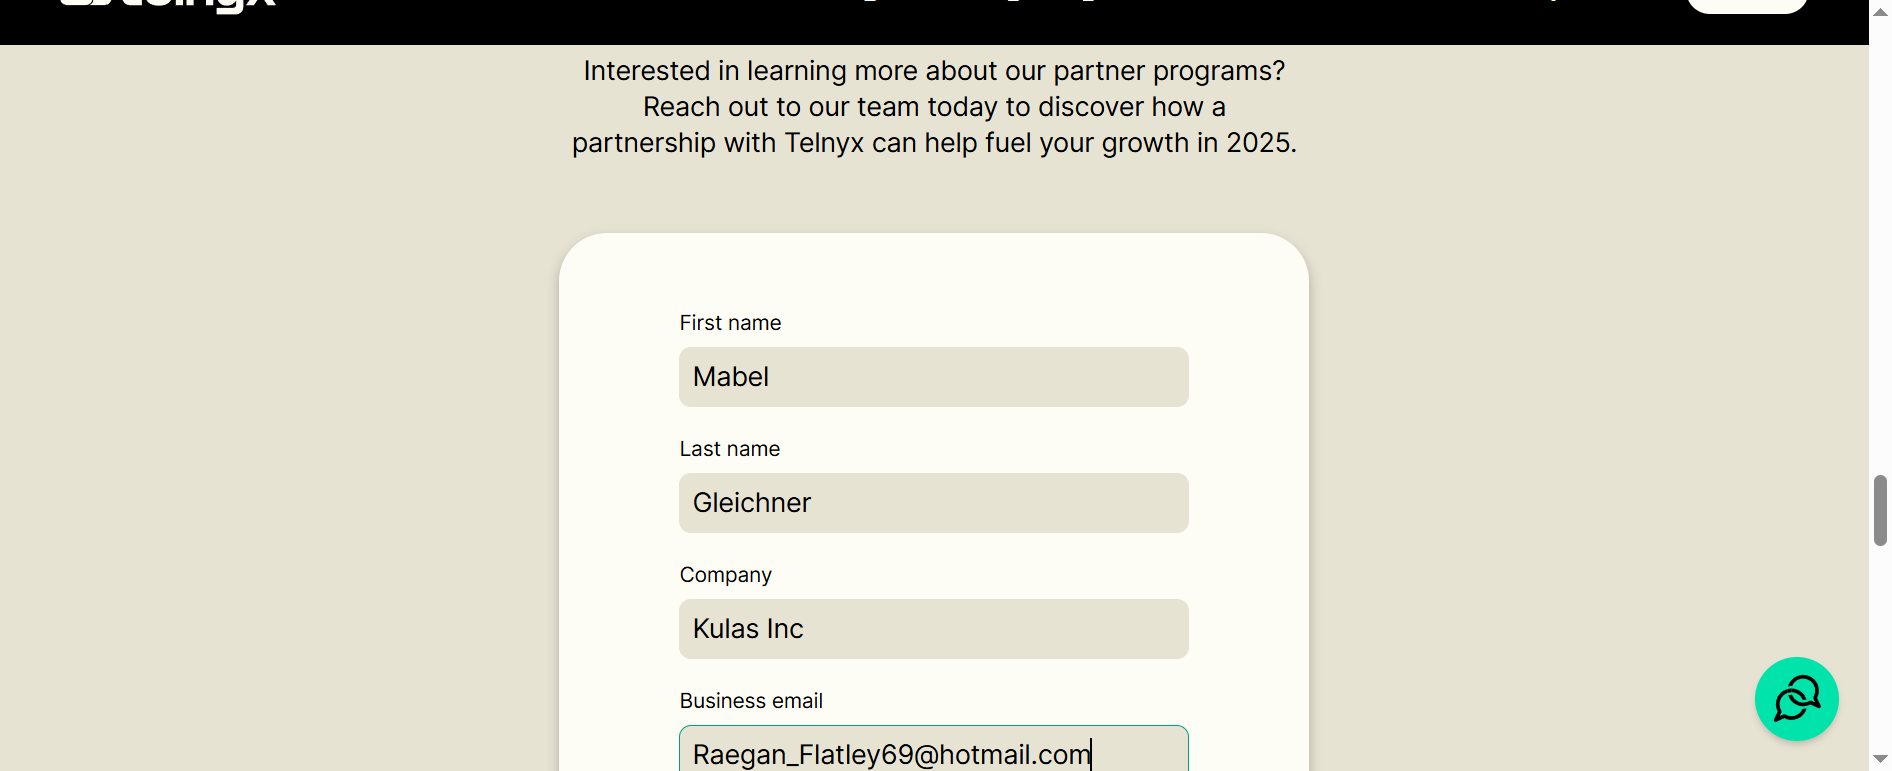 telnyx
Interested in learning more about our partner programs?
Reach out to our team today to discover how a
partnership with Telnyx can help fuel your growth in 2025.
First name
Mabel
Last name
Gleichner
Company
Kulas Inc
Business email
Raegan_Flatley69@hotmail.com